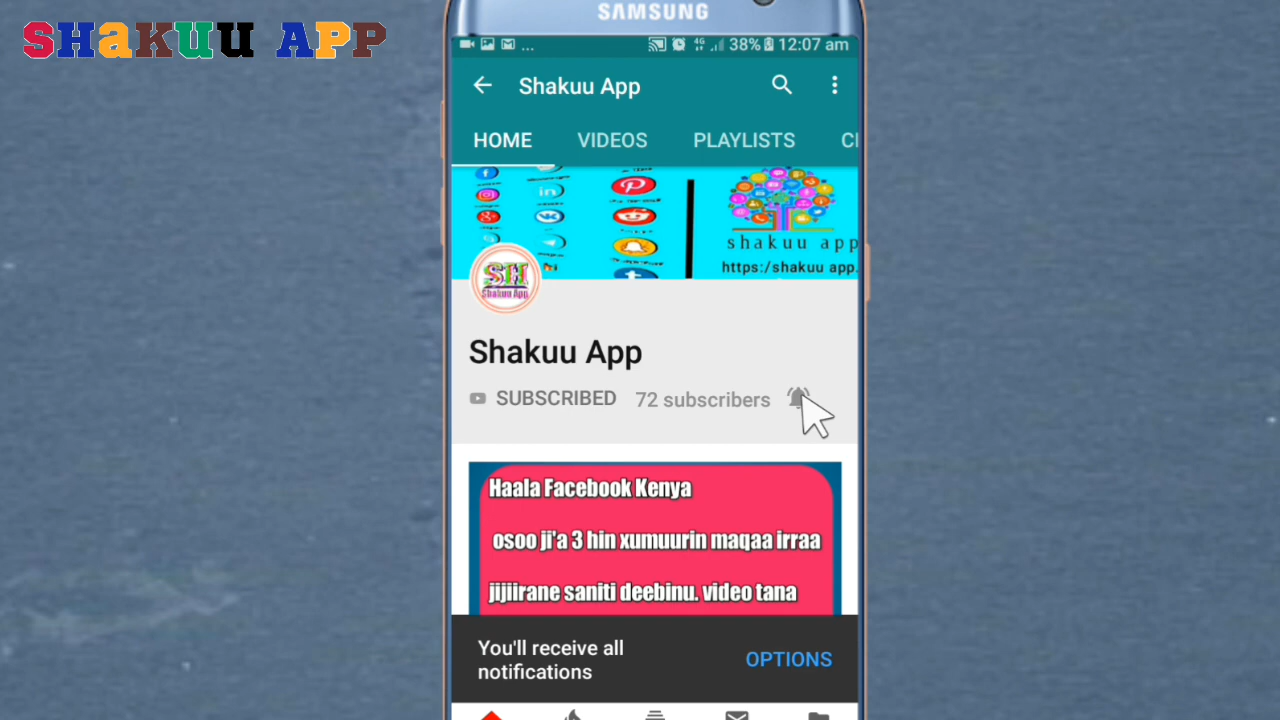 SHaKUU APP
SAMSUNG
... 4G 38% 12:07 am
Shakuu App
HOME VIDEOS PLAYLISTS
shakuu app
https:/shakuu app.
SH
Shakuu App
Shakuu App
SUBSCRIBED 72 subscribers
Haala Facebook Kenya
osoo ji'a 3 hin xumuurin maqaa irraa
jijiirane saniti deebinu. video tana
You'll receive all
notifications
OPTIONS